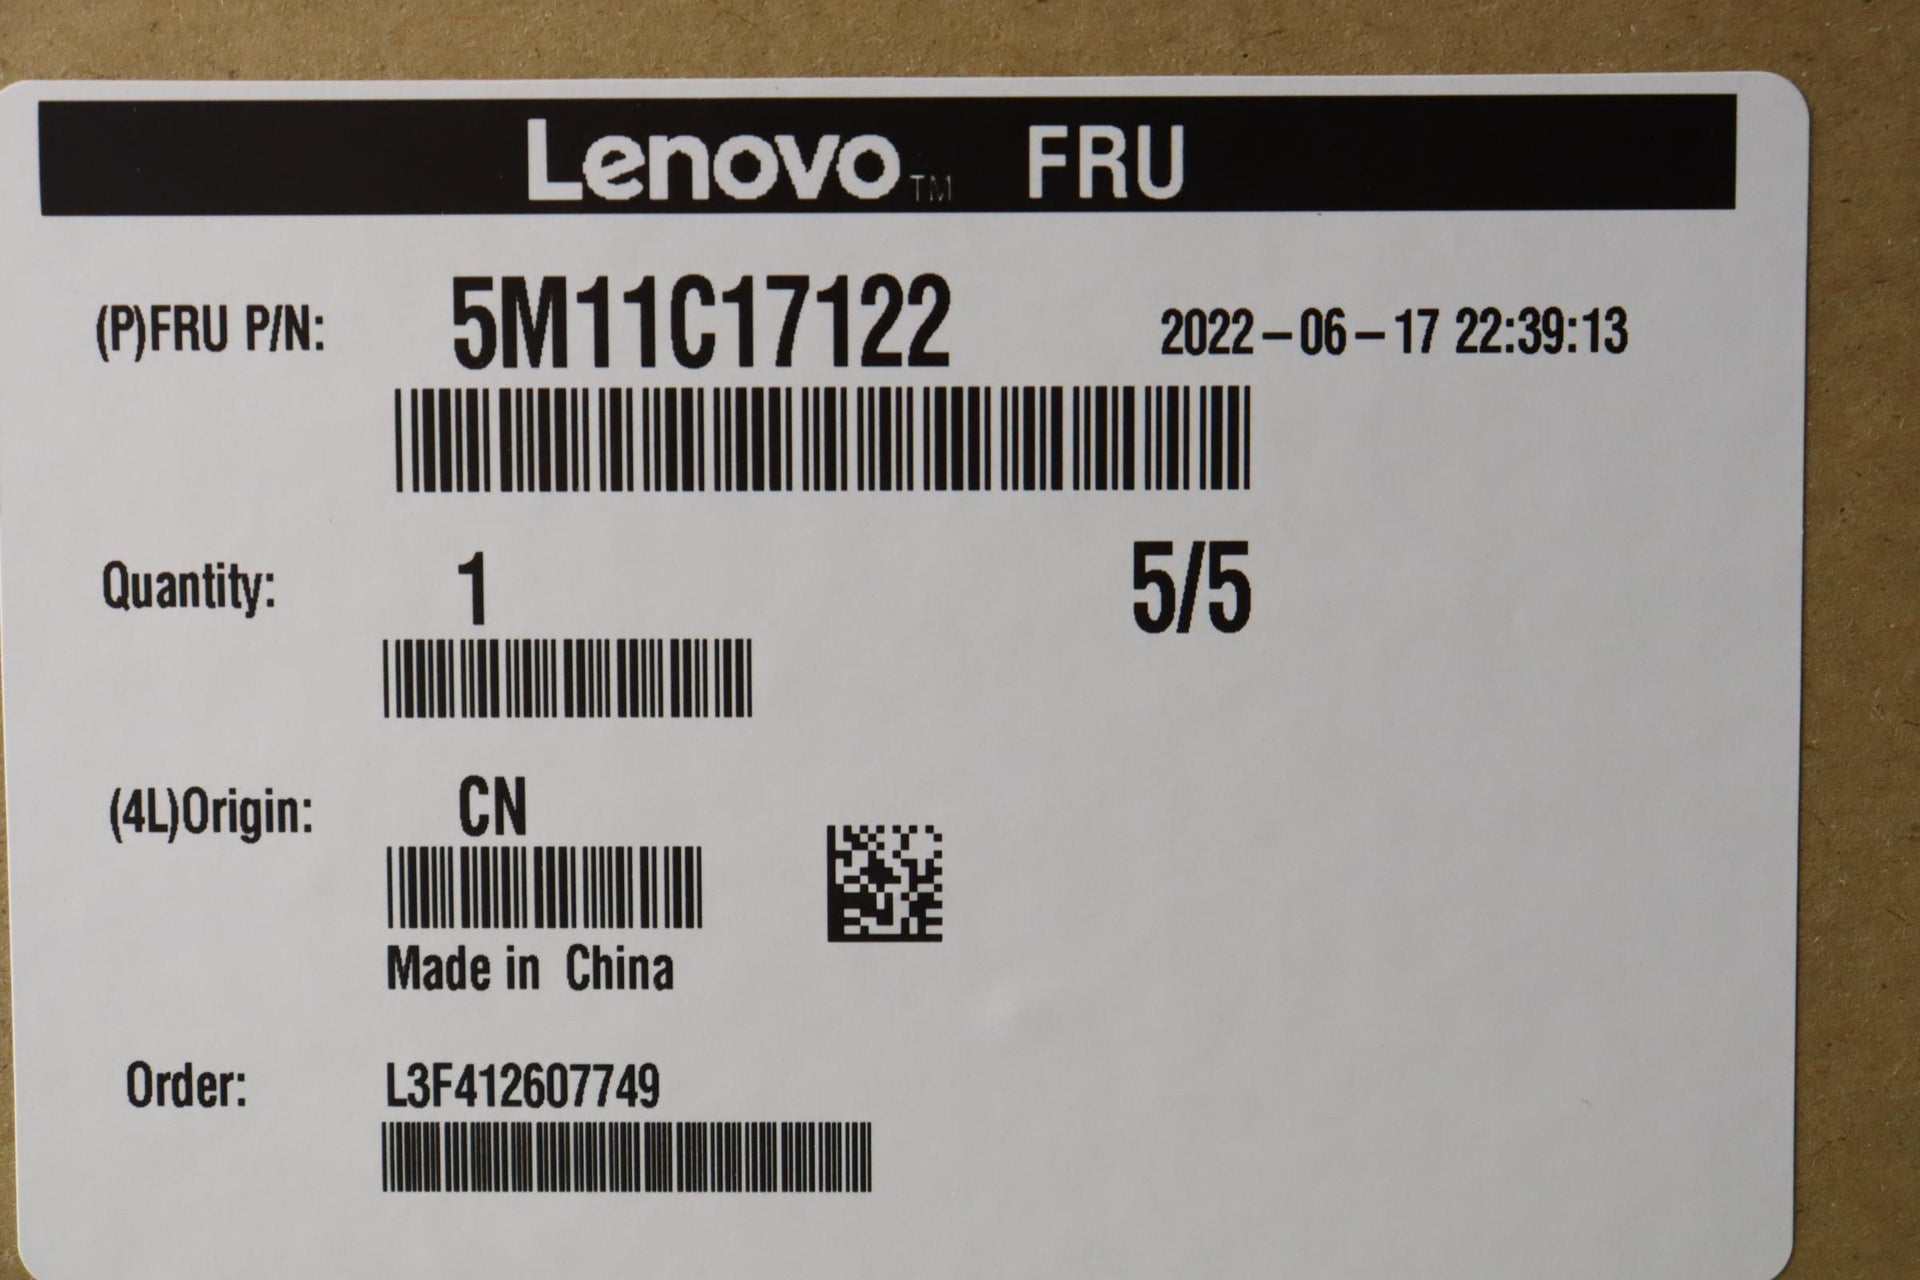 Lenovo™ FRU
(P)FRU P/N: 5M11C17122 2022-06-17 22:39:13
Quantity: 1 5/5
(4L)Origin: CN
Made in China
Order: L3F412607749